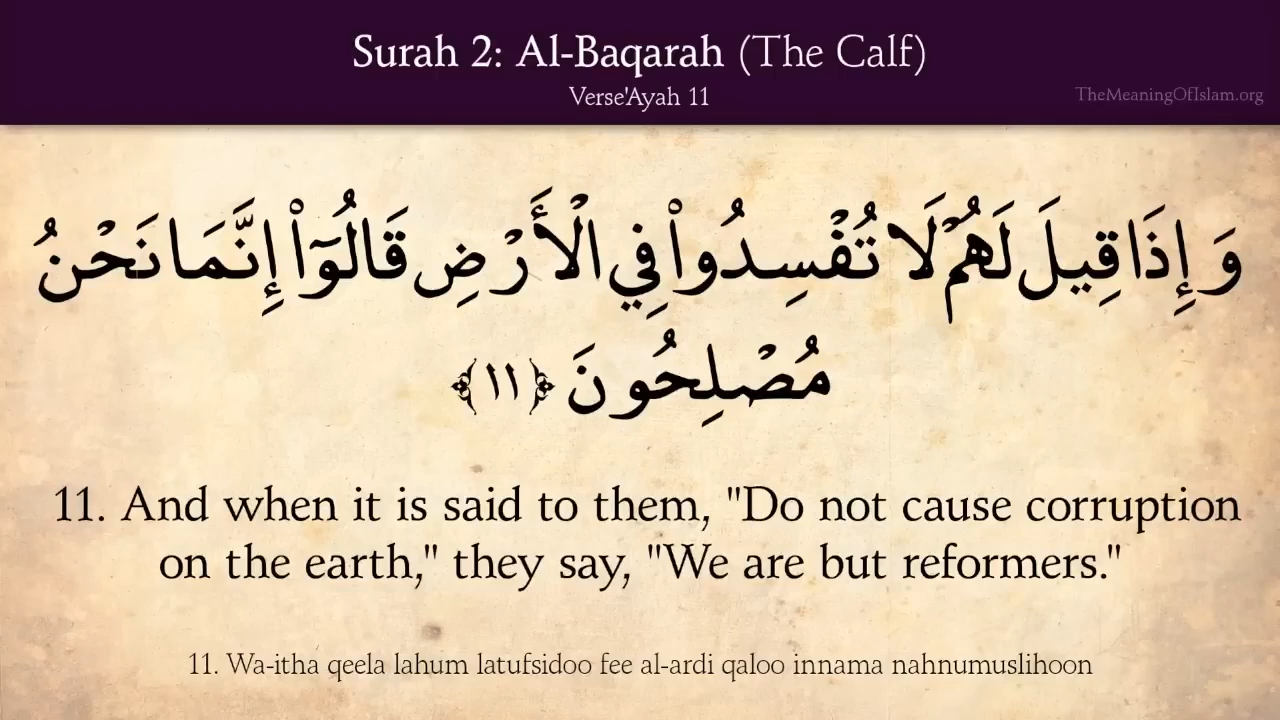 Surah 2: Al-Baqarah (The Calf)
Verse'Ayah 11
TheMeaningOfIslam.org
وَإِذَا قِيلَ لَهُمْ لَا تُفْسِدُوا۟ فِي الْأَرْضِ قَالُوٓا۟ إِنَّمَا نَحْنُ
مُصْلِحُونَ ﴿١١﴾
11. And when it is said to them, "Do not cause corruption
on the earth," they say, "We are but reformers."
11. Wa-itha qeela lahum latufsidoo fee al-ardi qaloo innama nahnumuslihoon